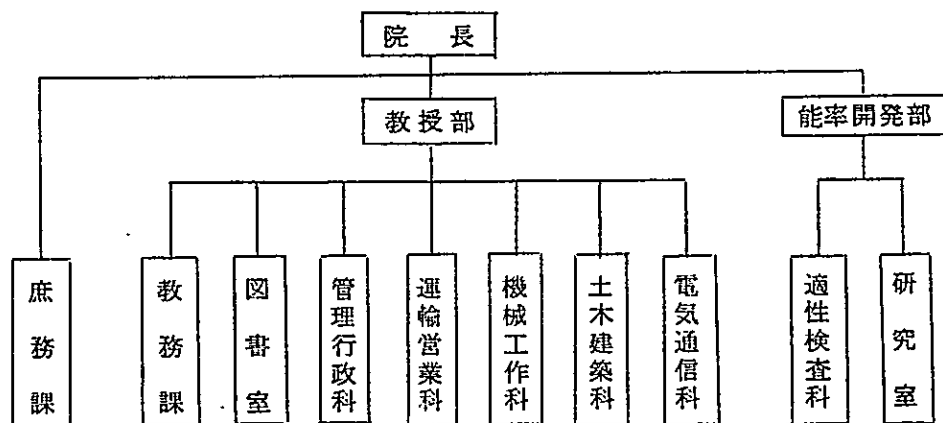 院長
教授部
能率開発部
庶務課
教務課
図書室
管理行政科
運輸営業科
機械工作科
土木建築科
電気通信科
適性検査科
研究室